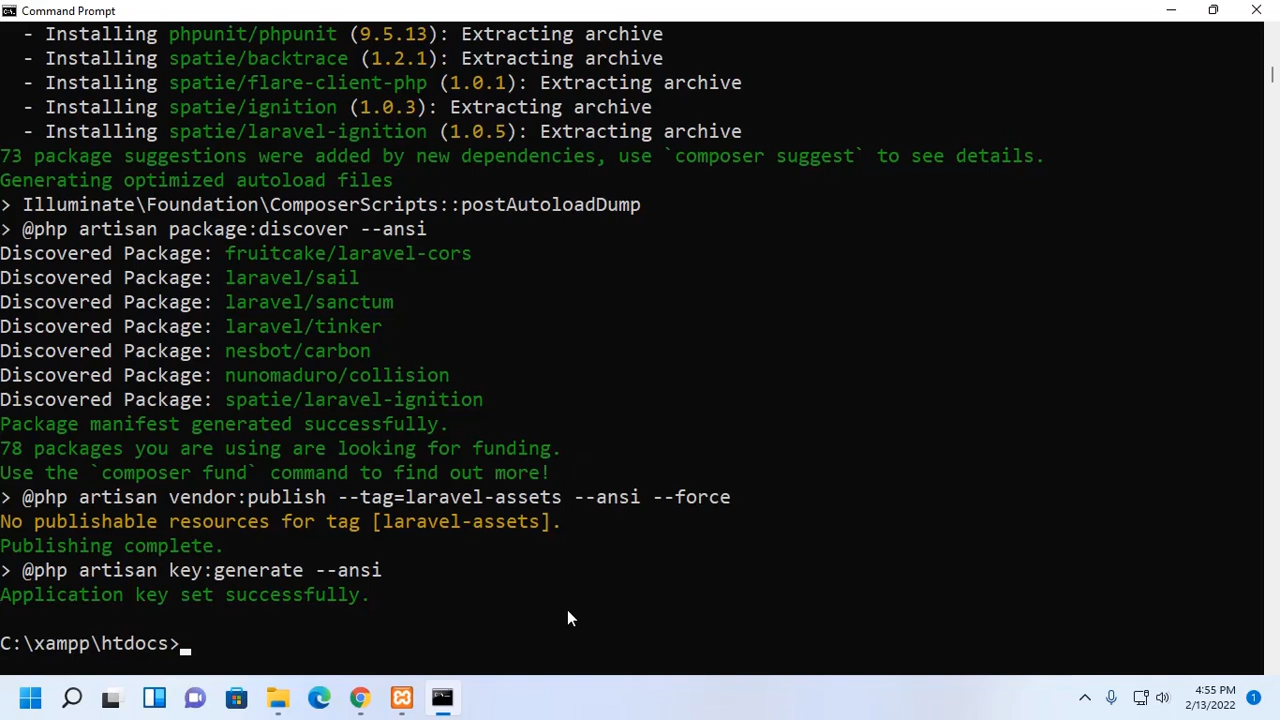 Command Prompt
- Installing phpunit/phpunit (9.5.13): Extracting archive
- Installing spatie/backtrace (1.2.1): Extracting archive
- Installing spatie/flare-client-php (1.0.1): Extracting archive
- Installing spatie/ignition (1.0.3): Extracting archive
- Installing spatie/laravel-ignition (1.0.5): Extracting archive
73 package suggestions were added by new dependencies, use `composer suggest` to see details.
Generating optimized autoload files
> Illuminate\Foundation\ComposerScripts::postAutoloadDump
> @php artisan package:discover --ansi
Discovered Package: fruitcake/laravel-cors
Discovered Package: laravel/sail
Discovered Package: laravel/sanctum
Discovered Package: laravel/tinker
Discovered Package: nesbot/carbon
Discovered Package: nunomaduro/collision
Discovered Package: spatie/laravel-ignition
Package manifest generated successfully.
78 packages you are using are looking for funding.
Use the `composer fund` command to find out more!
> @php artisan vendor:publish --tag=laravel-assets --ansi --force
No publishable resources for tag [laravel-assets].
Publishing complete.
> @php artisan key:generate --ansi
Application key set successfully.
C:\xampp\htdocs>
4:55 PM
2/13/2022
1